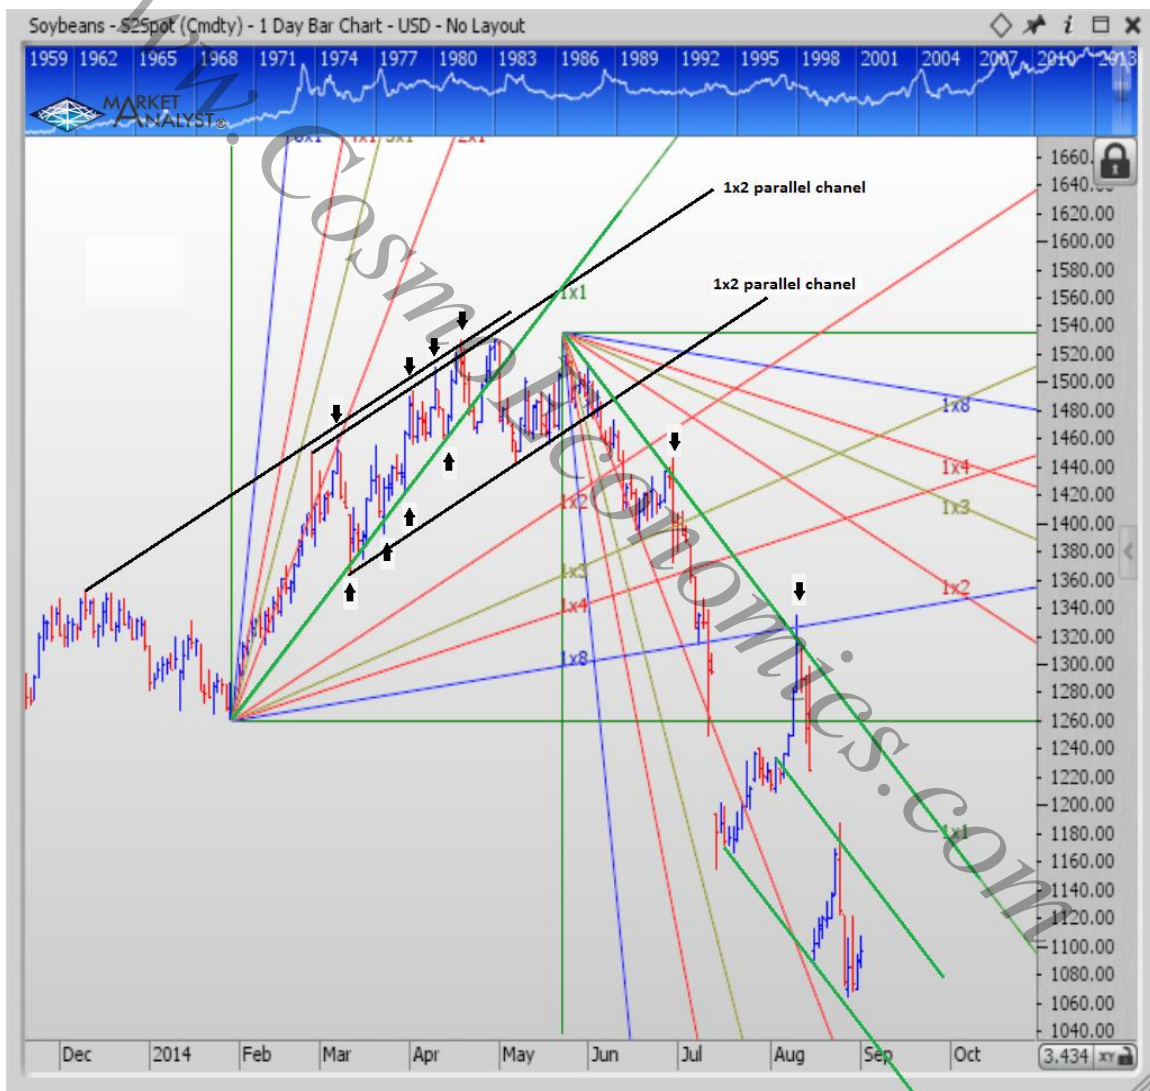 Soybeans - S2Spot (Cmdty) - 1 Day Bar Chart - USD - No Layout
1959 1962 1965 1968 1971 1974 1977 1980 1983 1986 1989 1992 1995 1998 2001 2004 2007 2010 2013
MARKET
ANALYST®
4x1 3x1 2x1
1660.
1x2 parallel chanel
1640.
1620.00
1600.00
1580.00
1x2 parallel chanel
1x1
1560.00
1540.00
1520.00
1500.00
1x8
1480.00
1460.00
1x4
1440.00
1x2
1420.00
1x3
1400.00
1380.00
1x3
1360.00
1x2
1x4
1340.00
1320.00
1x8
1300.00
1280.00
1260.00
1240.00
1220.00
1200.00
1x1
1180.00
1160.00
1140.00
1120.00
1100.00
1080.00
1060.00
1040.00
Dec 2014 Feb Mar Apr May Jun Jul Aug Sep Oct
3.434 XY
w.CosmoEconomics.com